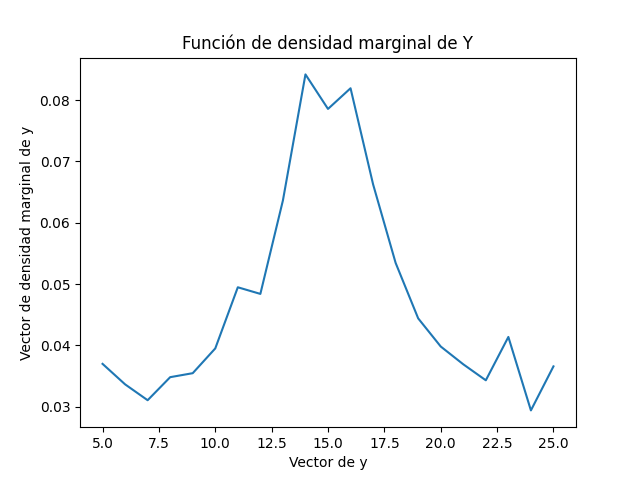 Función de densidad marginal de Y
Vector de densidad marginal de y
0.08
0.07
0.06
0.05
0.04
0.03
5.0 7.5 10.0 12.5 15.0 17.5 20.0 22.5 25.0
Vector de y